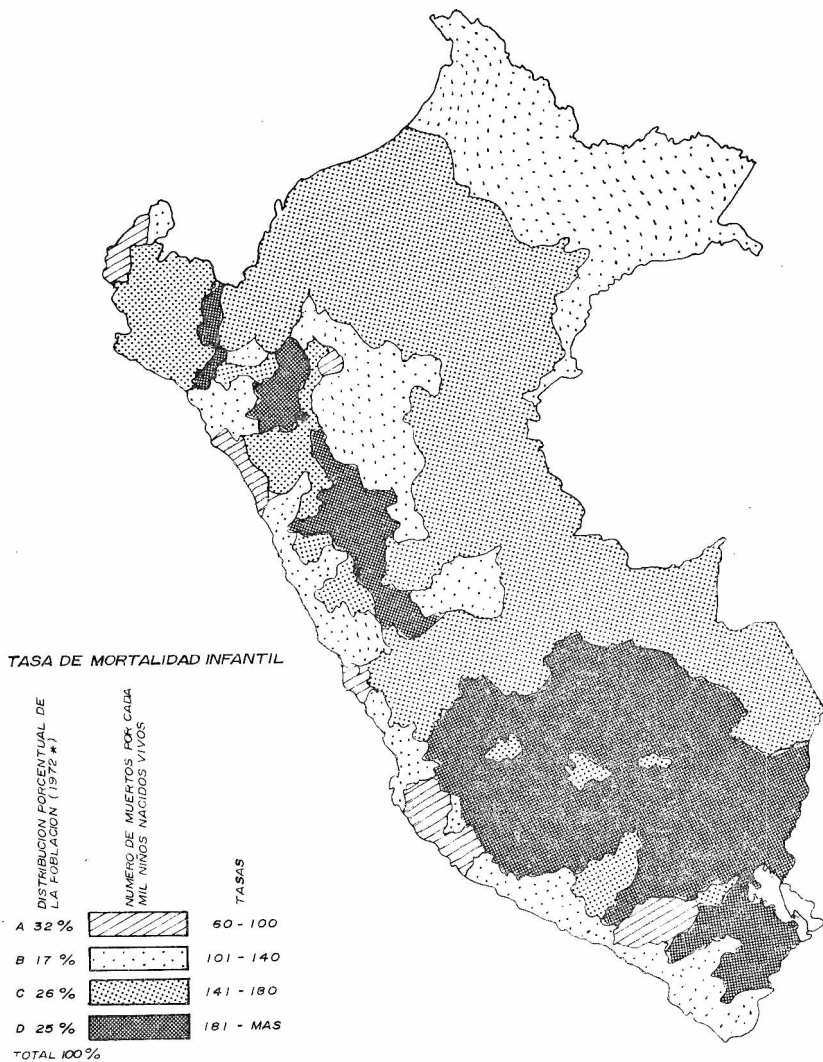 TASA DE MORTALIDAD INFANTIL
DISTRIBUCION PORCENTUAL DE
LA POBLACION (1972 *)
NUMERO DE MUERTOS POR CADA
MIL NIÑOS NACIDOS VIVOS
TASAS
A 32 % 60 - 100
B 17 % 101 - 140
C 26 % 141 - 180
D 25 % 181 - MAS
TOTAL 100 %